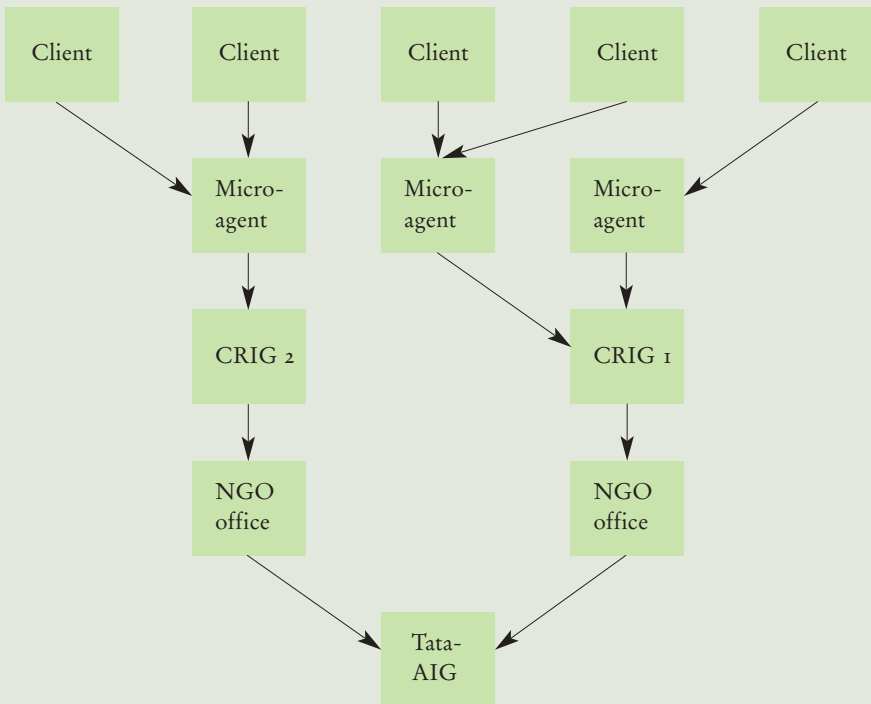 Client
Client
Client
Client
Client
Micro-
agent
Micro-
agent
Micro-
agent
CRIG 2
CRIG 1
NGO
office
NGO
office
Tata-
AIG